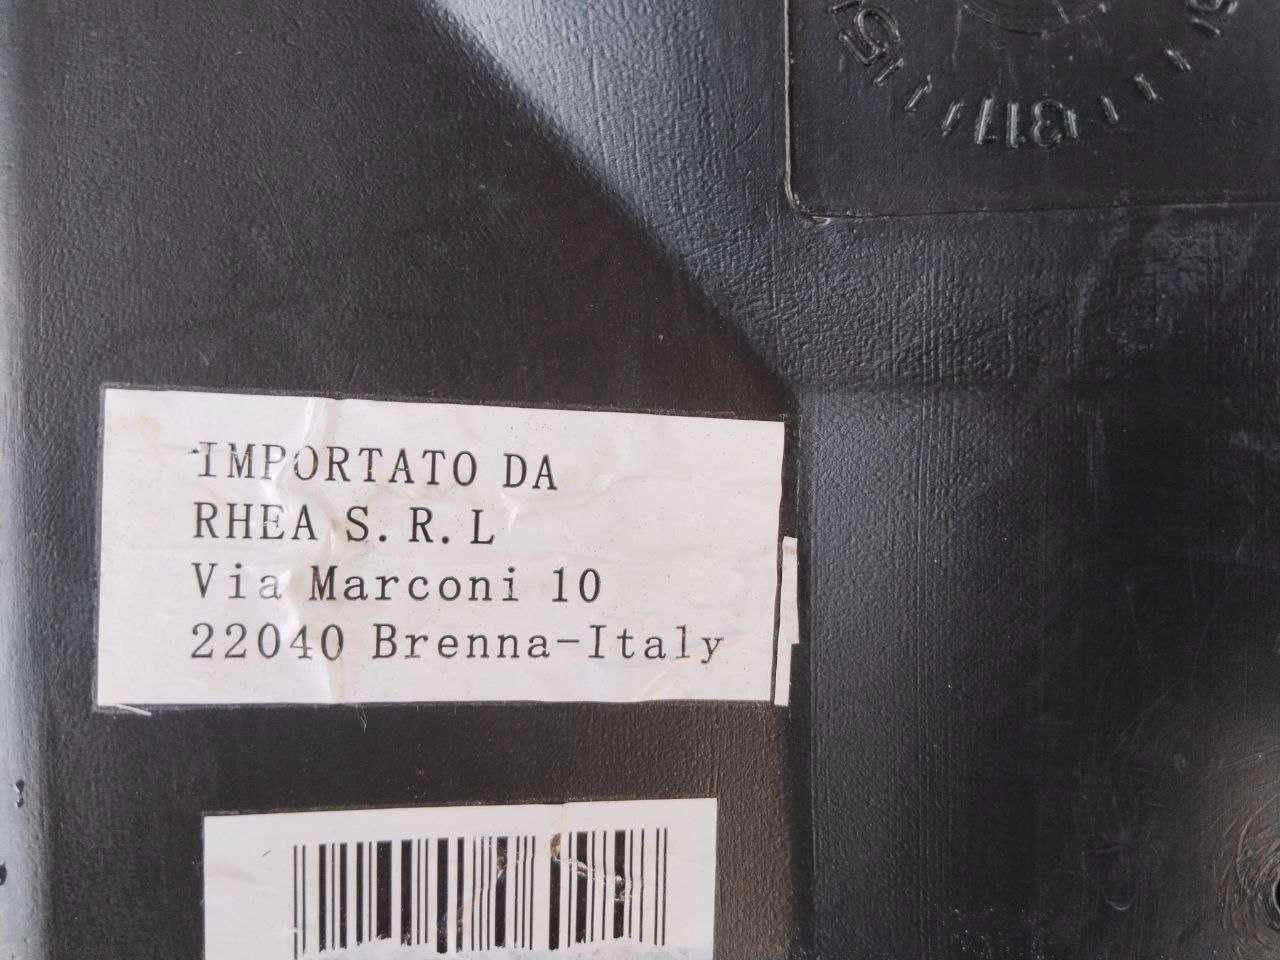 IMPORTATO DA
RHEA S.R.L
Via Marconi 10
22040 Brenna-Italy